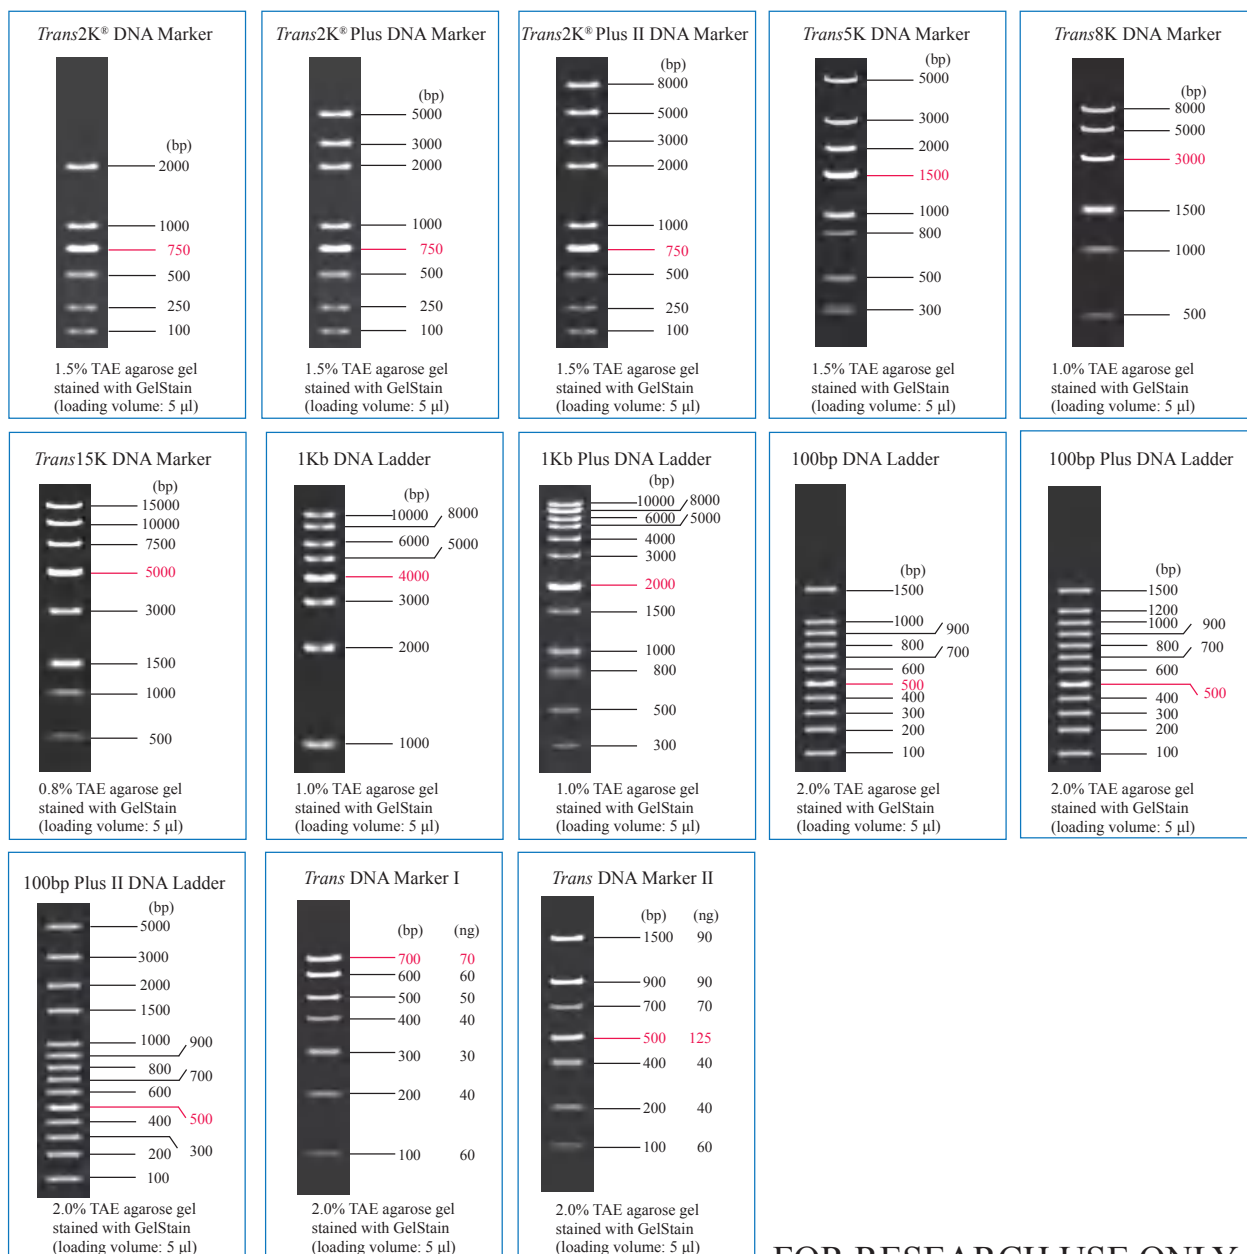 Trans2K® DNA Marker
(bp)
2000
1000
750
500
250
100
1.5% TAE agarose gel
stained with GelStain
(loading volume: 5 μl)
Trans2K® Plus DNA Marker
(bp)
5000
3000
2000
1000
750
500
250
100
1.5% TAE agarose gel
stained with GelStain
(loading volume: 5 μl)
Trans2K® Plus II DNA Marker
(bp)
8000
5000
3000
2000
1000
750
500
250
100
1.5% TAE agarose gel
stained with GelStain
(loading volume: 5 μl)
Trans5K DNA Marker
(bp)
5000
3000
2000
1500
1000
800
500
300
1.5% TAE agarose gel
stained with GelStain
(loading volume: 5 μl)
Trans8K DNA Marker
(bp)
8000
5000
3000
1500
1000
500
1.0% TAE agarose gel
stained with GelStain
(loading volume: 5 μl)
Trans15K DNA Marker
(bp)
15000
10000
7500
5000
3000
1500
1000
500
0.8% TAE agarose gel
stained with GelStain
(loading volume: 5 μl)
1Kb DNA Ladder
(bp)
10000 8000
6000
5000
4000
3000
2000
1000
1.0% TAE agarose gel
stained with GelStain
(loading volume: 5 μl)
1Kb Plus DNA Ladder
(bp)
10000 8000
6000 5000
4000
3000
2000
1500
1000
800
500
300
1.0% TAE agarose gel
stained with GelStain
(loading volume: 5 μl)
100bp DNA Ladder
(bp)
1500
1000
900
800
700
600
500
400
300
200
100
2.0% TAE agarose gel
stained with GelStain
(loading volume: 5 μl)
100bp Plus DNA Ladder
(bp)
1500
1200
1000 900
800 700
600
500
400
300
200
100
2.0% TAE agarose gel
stained with GelStain
(loading volume: 5 μl)
100bp Plus II DNA Ladder
(bp)
5000
3000
2000
1500
1000 900
800
700
600
400 500
200 300
100
2.0% TAE agarose gel
stained with GelStain
(loading volume: 5 μl)
Trans DNA Marker I
(bp) (ng)
700 70
600 60
500 50
400 40
300 30
200 40
100 60
2.0% TAE agarose gel
stained with GelStain
(loading volume: 5 μl)
Trans DNA Marker II
(bp) (ng)
1500 90
900 90
700 70
500 125
400 40
200 40
100 60
2.0% TAE agarose gel
stained with GelStain
(loading volume: 5 μl)
FOR RESEARCH USE ONLY